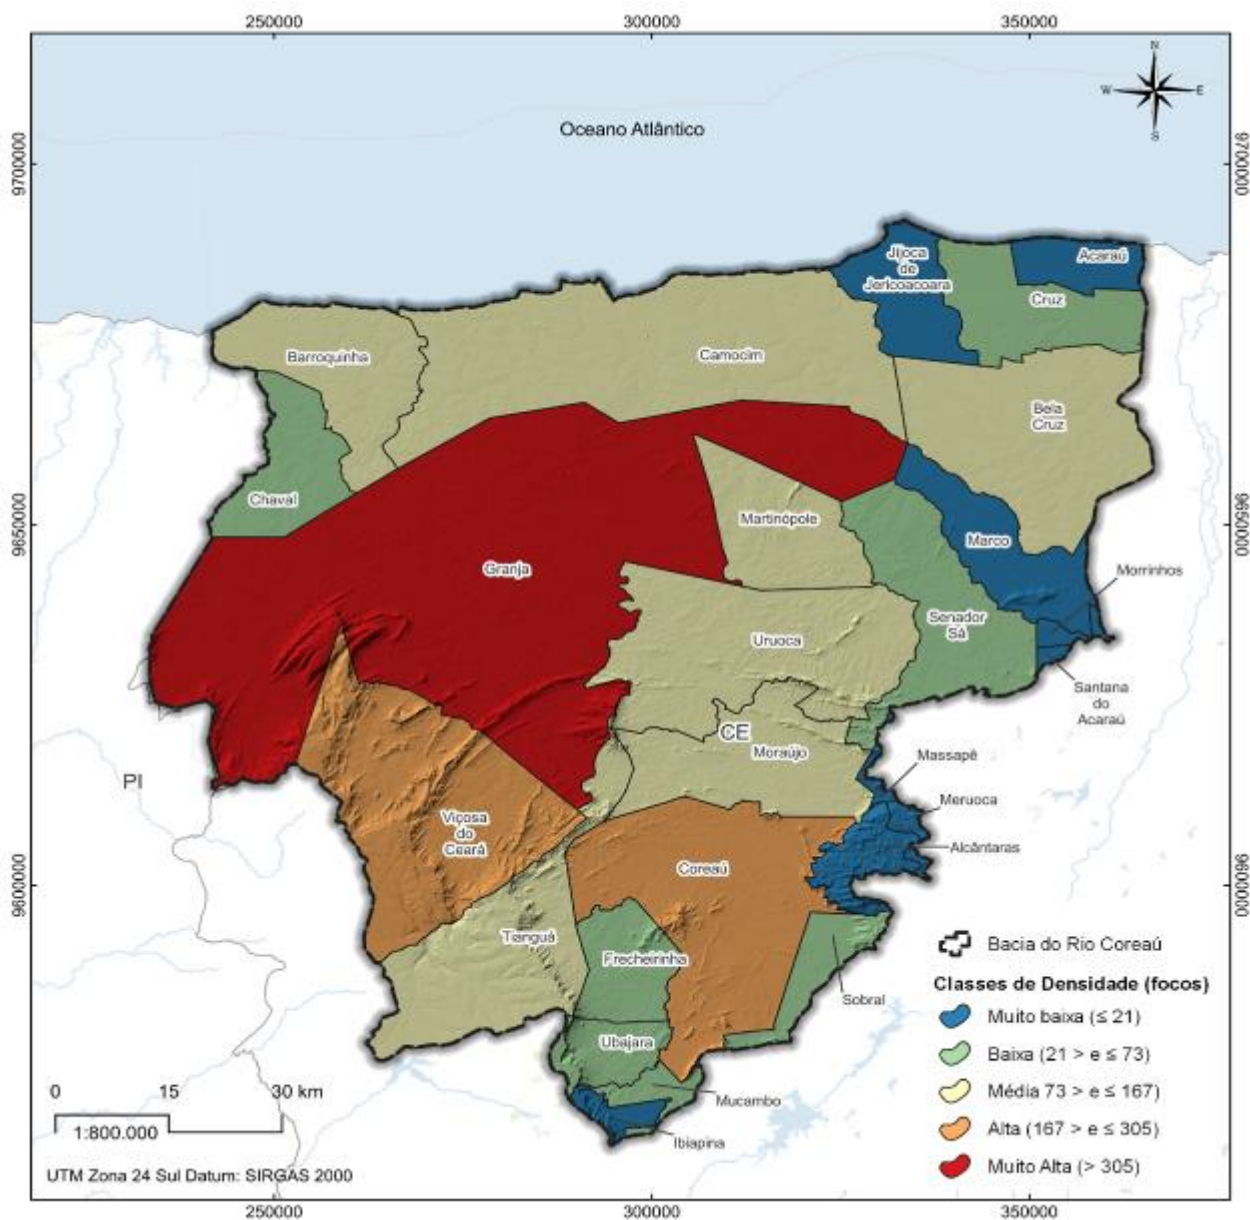 250000
300000
350000
N
W
E
S
Oceano Atlântico
9700000
9700000
Jijoca
de
Jericoacoara
Acaraú
Cruz
Barroquinha
Camocim
Bela
Cruz
Chaval
Martinópole
9650000
9650000
Marco
Granja
Morrinhos
Senador
Sá
Uruoca
Santana
do
Acaraú
CE
Moraújo
Massapê
PI
Meruoca
Viçosa
do
Ceará
Alcântaras
Coreaú
9600000
9600000
Tianguá
Frecheirinha
Sobral
Ubajara
Mucambo
Ibiapina
Bacia do Rio Coreaú
Classes de Densidade (focos)
Muito baixa (≤ 21)
Baixa (21 > e ≤ 73)
Média 73 > e ≤ 167)
Alta (167 > e ≤ 305)
Muito Alta (> 305)
0
15
30 km
1:800.000
UTM Zona 24 Sul Datum: SIRGAS 2000
250000
300000
350000